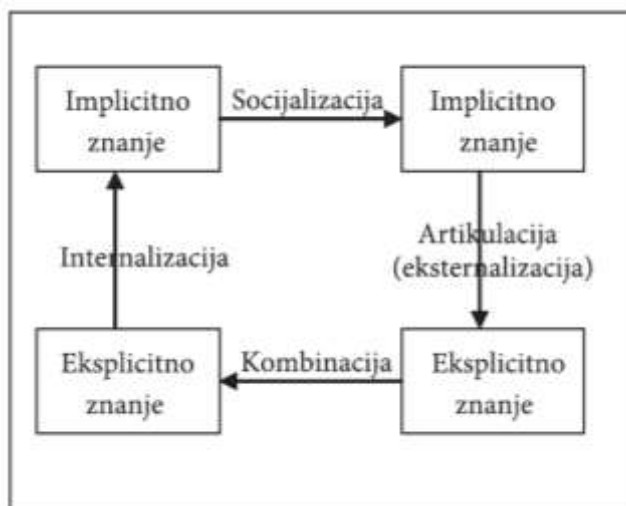 Implicitno
znanje
Socijalizacija
Implicitno
znanje
Internalizacija
Artikulacija
(eksternalizacija)
Eksplicitno
znanje
Kombinacija
Eksplicitno
znanje